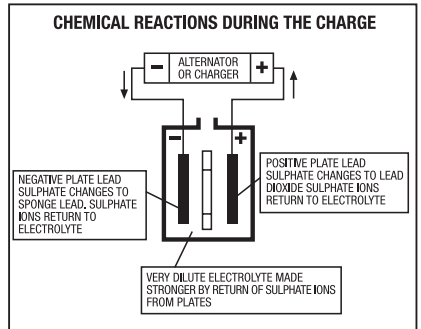 CHEMICAL REACTIONS DURING THE CHARGE
− ALTERNATOR +
OR CHARGER
− +
NEGATIVE PLATE LEAD
SULPHATE CHANGES TO
SPONGE LEAD. SULPHATE
IONS RETURN TO
ELECTROLYTE
POSITIVE PLATE LEAD
SULPHATE CHANGES TO LEAD
DIOXIDE SULPHATE IONS
RETURN TO ELECTROLYTE
VERY DILUTE ELECTROLYTE MADE
STRONGER BY RETURN OF SULPHATE IONS
FROM PLATES